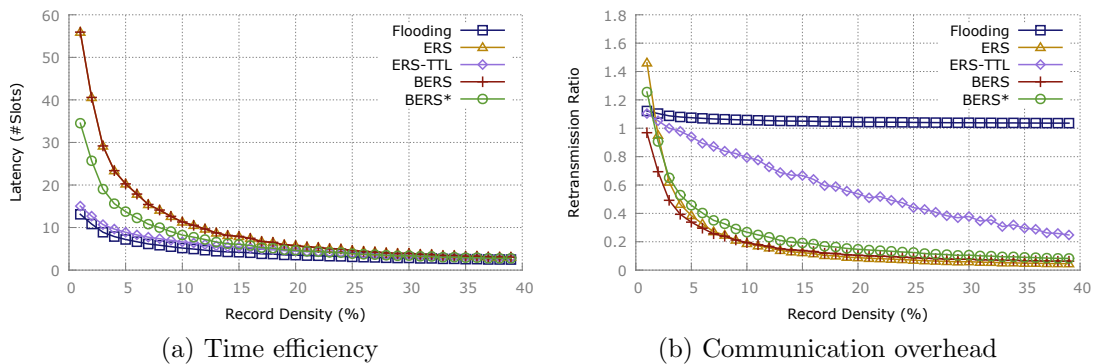 60
50
40
30
20
10
0
Latency (#Slots)
Flooding
ERS
ERS-TTL
BERS
BERS*
0 5 10 15 20 25 30 35 40
Record Density (%)
(a) Time efficiency
1.8
1.6
1.4
1.2
1
0.8
0.6
0.4
0.2
0
Retransmission Ratio
Flooding
ERS
ERS-TTL
BERS
BERS*
0 5 10 15 20 25 30 35 40
Record Density (%)
(b) Communication overhead